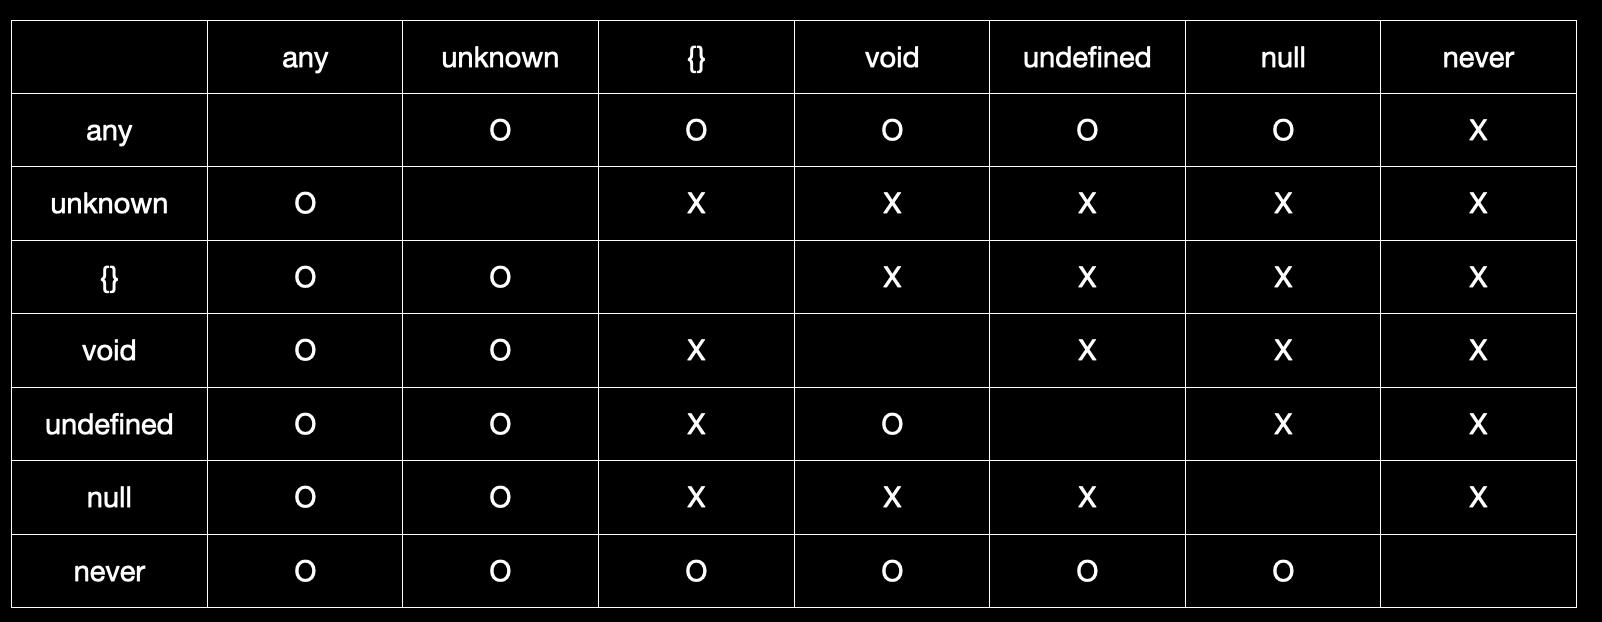 any unknown {} void undefined null never
any O O O O O X
unknown O X X X X X
{} O O X X X X
void O O X X X X
undefined O O X O X X
null O O X X X X
never O O O O O O